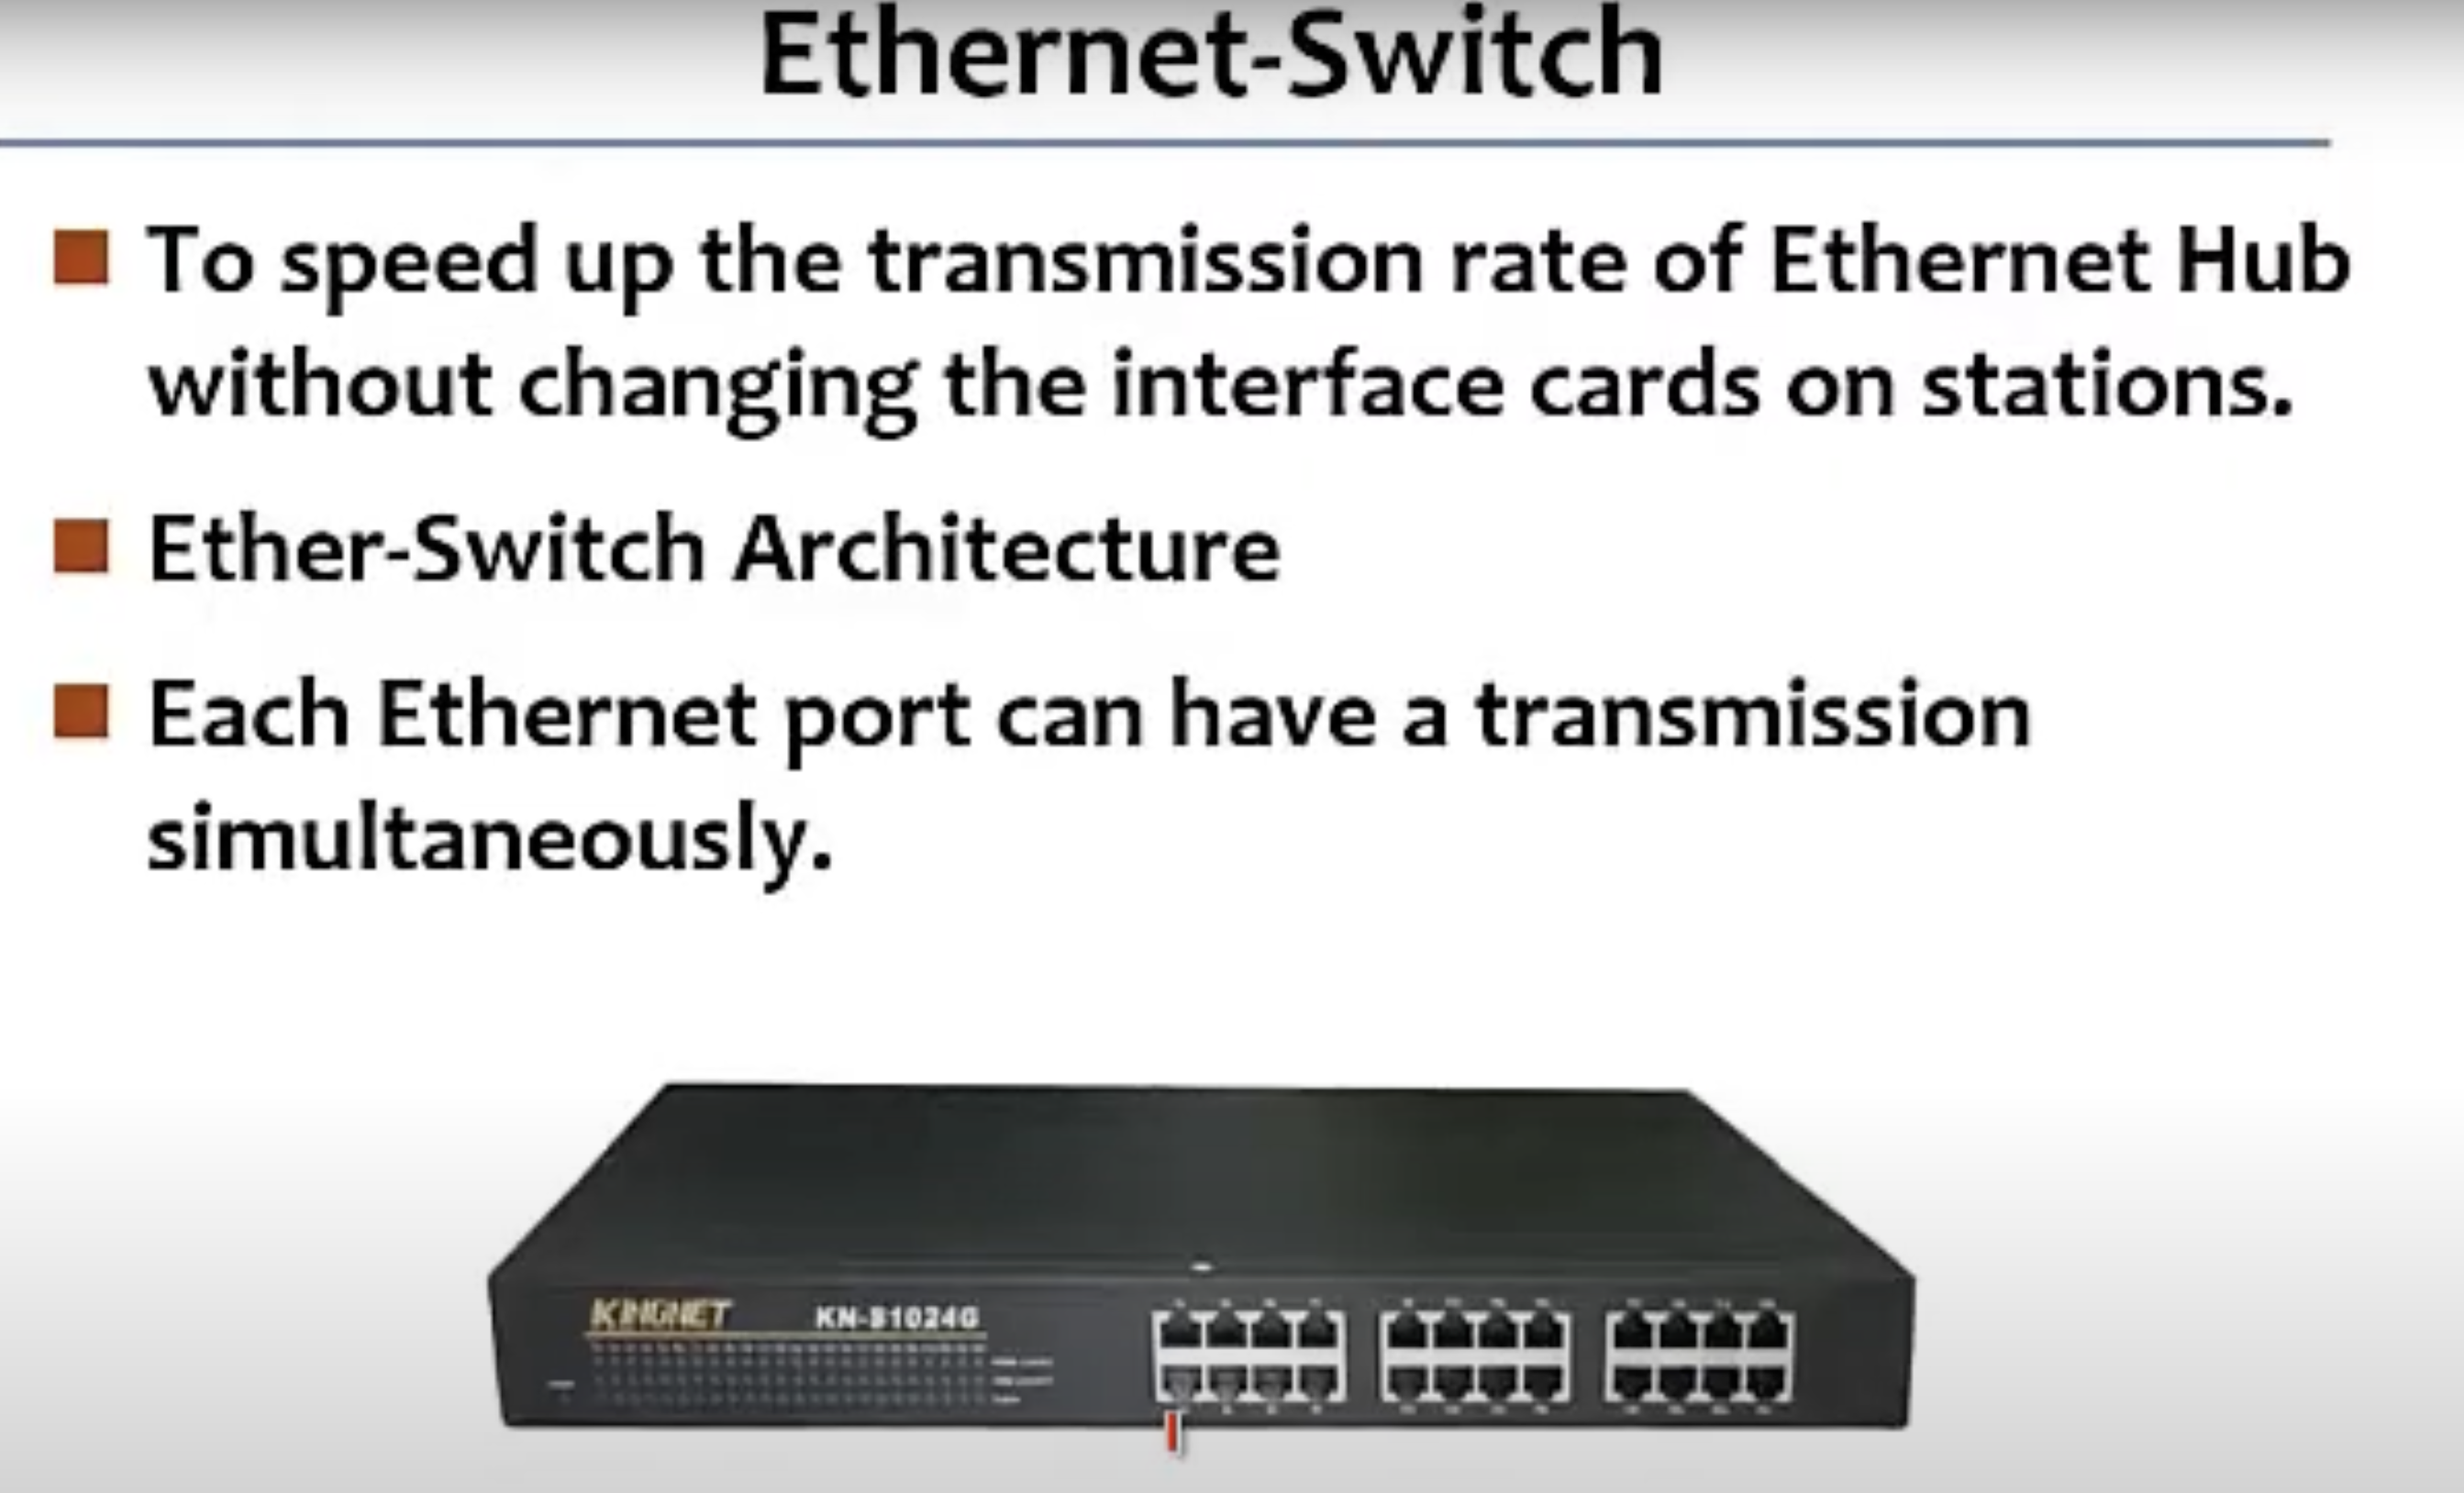 Ethernet-Switch
To speed up the transmission rate of Ethernet Hub
without changing the interface cards on stations.
Ether-Switch Architecture
Each Ethernet port can have a transmission
simultaneously.
KINGNET KN-S1024G